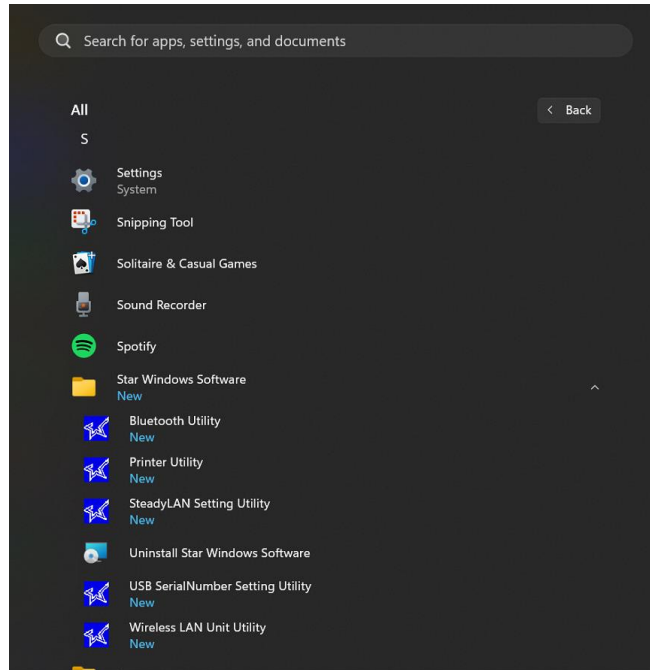 Search for apps, settings, and documents
All
Back
S
Settings
System
Snipping Tool
Solitaire & Casual Games
Sound Recorder
Spotify
Star Windows Software
New
Bluetooth Utility
New
Printer Utility
New
SteadyLAN Setting Utility
New
Uninstall Star Windows Software
USB SerialNumber Setting Utility
New
Wireless LAN Unit Utility
New